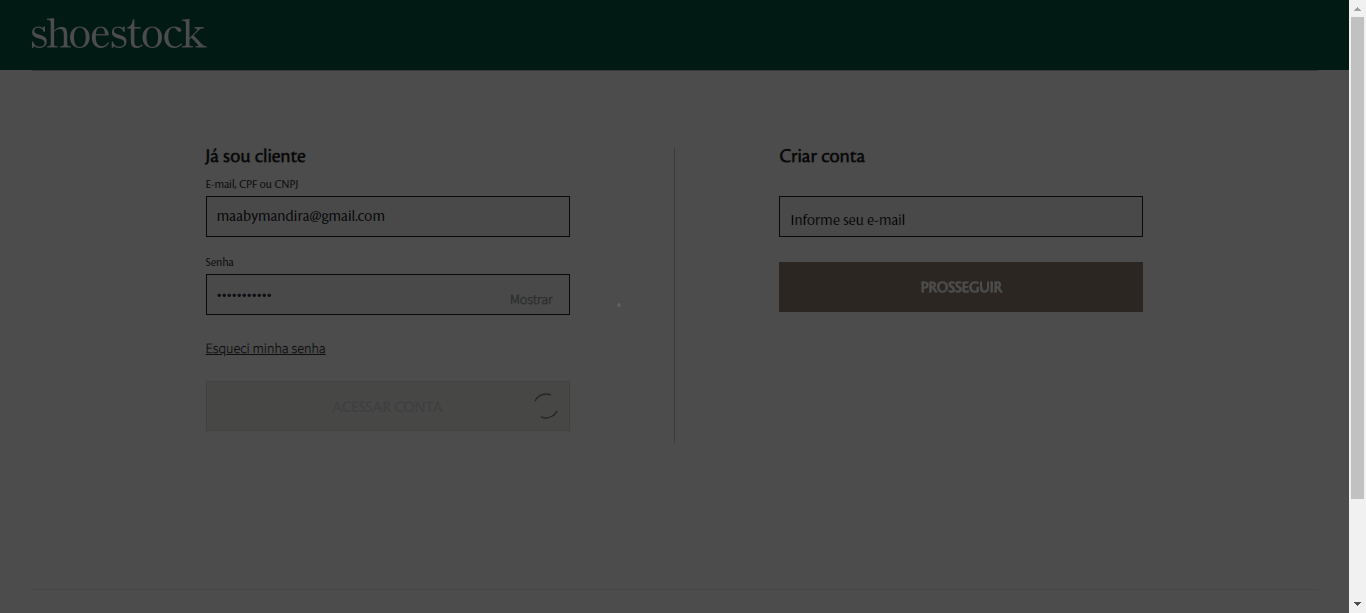 shoestock
Já sou cliente
E-mail, CPF ou CNPJ
maabymandira@gmail.com
Senha
•••••••••••
Mostrar
Esqueci minha senha
ACESSAR CONTA
Criar conta
Informe seu e-mail
PROSSEGUIR